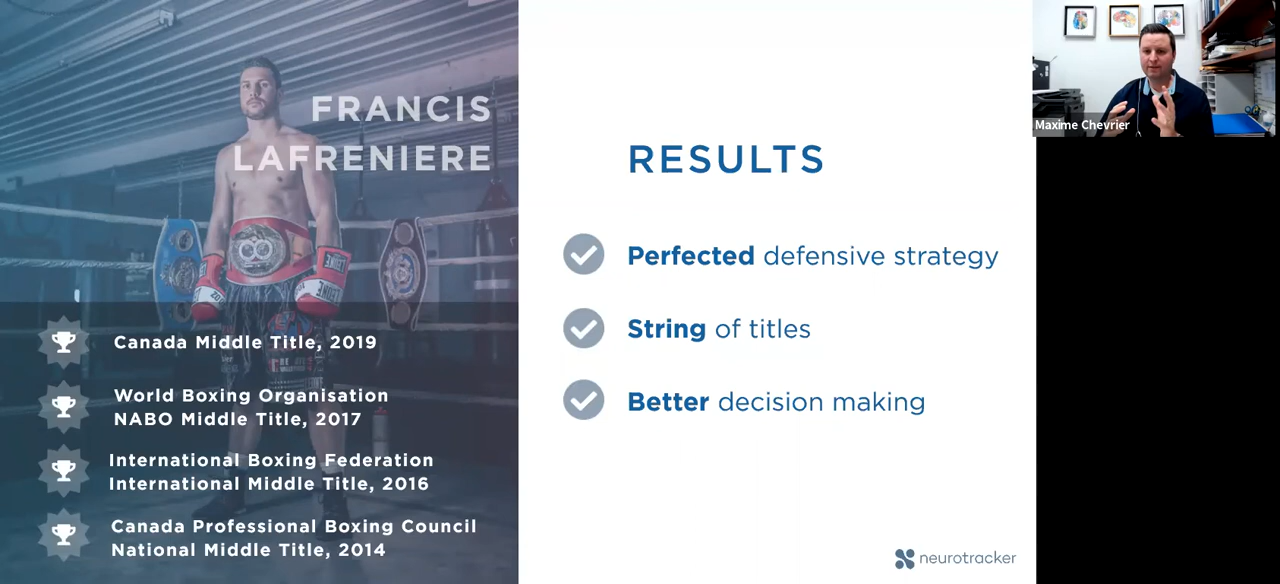 FRANCIS
LAFRENIERE
Canada Middle Title, 2019
World Boxing Organisation
NABO Middle Title, 2017
International Boxing Federation
International Middle Title, 2016
Canada Professional Boxing Council
National Middle Title, 2014
RESULTS
Perfected defensive strategy
String of titles
Better decision making
neurotracker
Maxime Chevrier